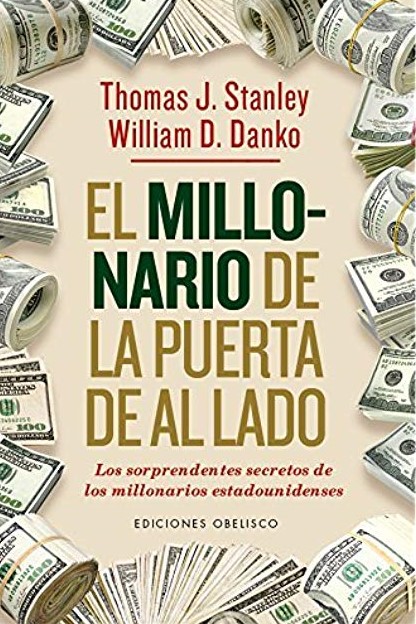 Thomas J. Stanley
William D. Danko
EL MILLO-
NARIO DE
LA PUERTA
DE AL LADO
Los sorprendentes secretos de
los millonarios estadounidenses
EDICIONES OBELISCO